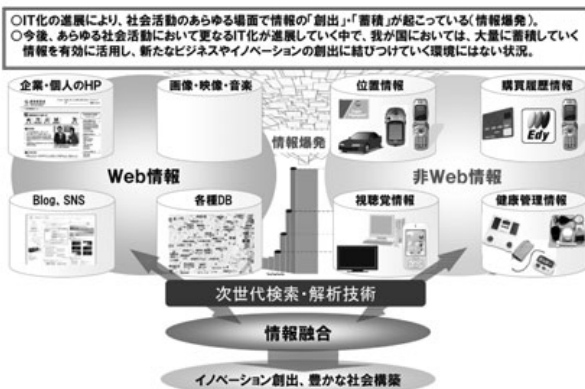 ○IT化の進展により、社会活動のあらゆる場面で情報の「創出」・「蓄積」が起こっている(情報爆発)。
○今後、あらゆる社会活動において更なるIT化が進展していく中で、我が国においては、大量に蓄積していく
情報を有効に活用し、新たなビジネスやイノベーションの創出に結びつけていく環境にはない状況。
企業・個人のHP
画像・映像・音楽
位置情報
購買履歴情報
情報爆発
Edy
Web情報
非Web情報
Blog、SNS
各種DB
視聴覚情報
健康管理情報
次世代検索・解析技術
情報融合
イノベーション創出、豊かな社会構築